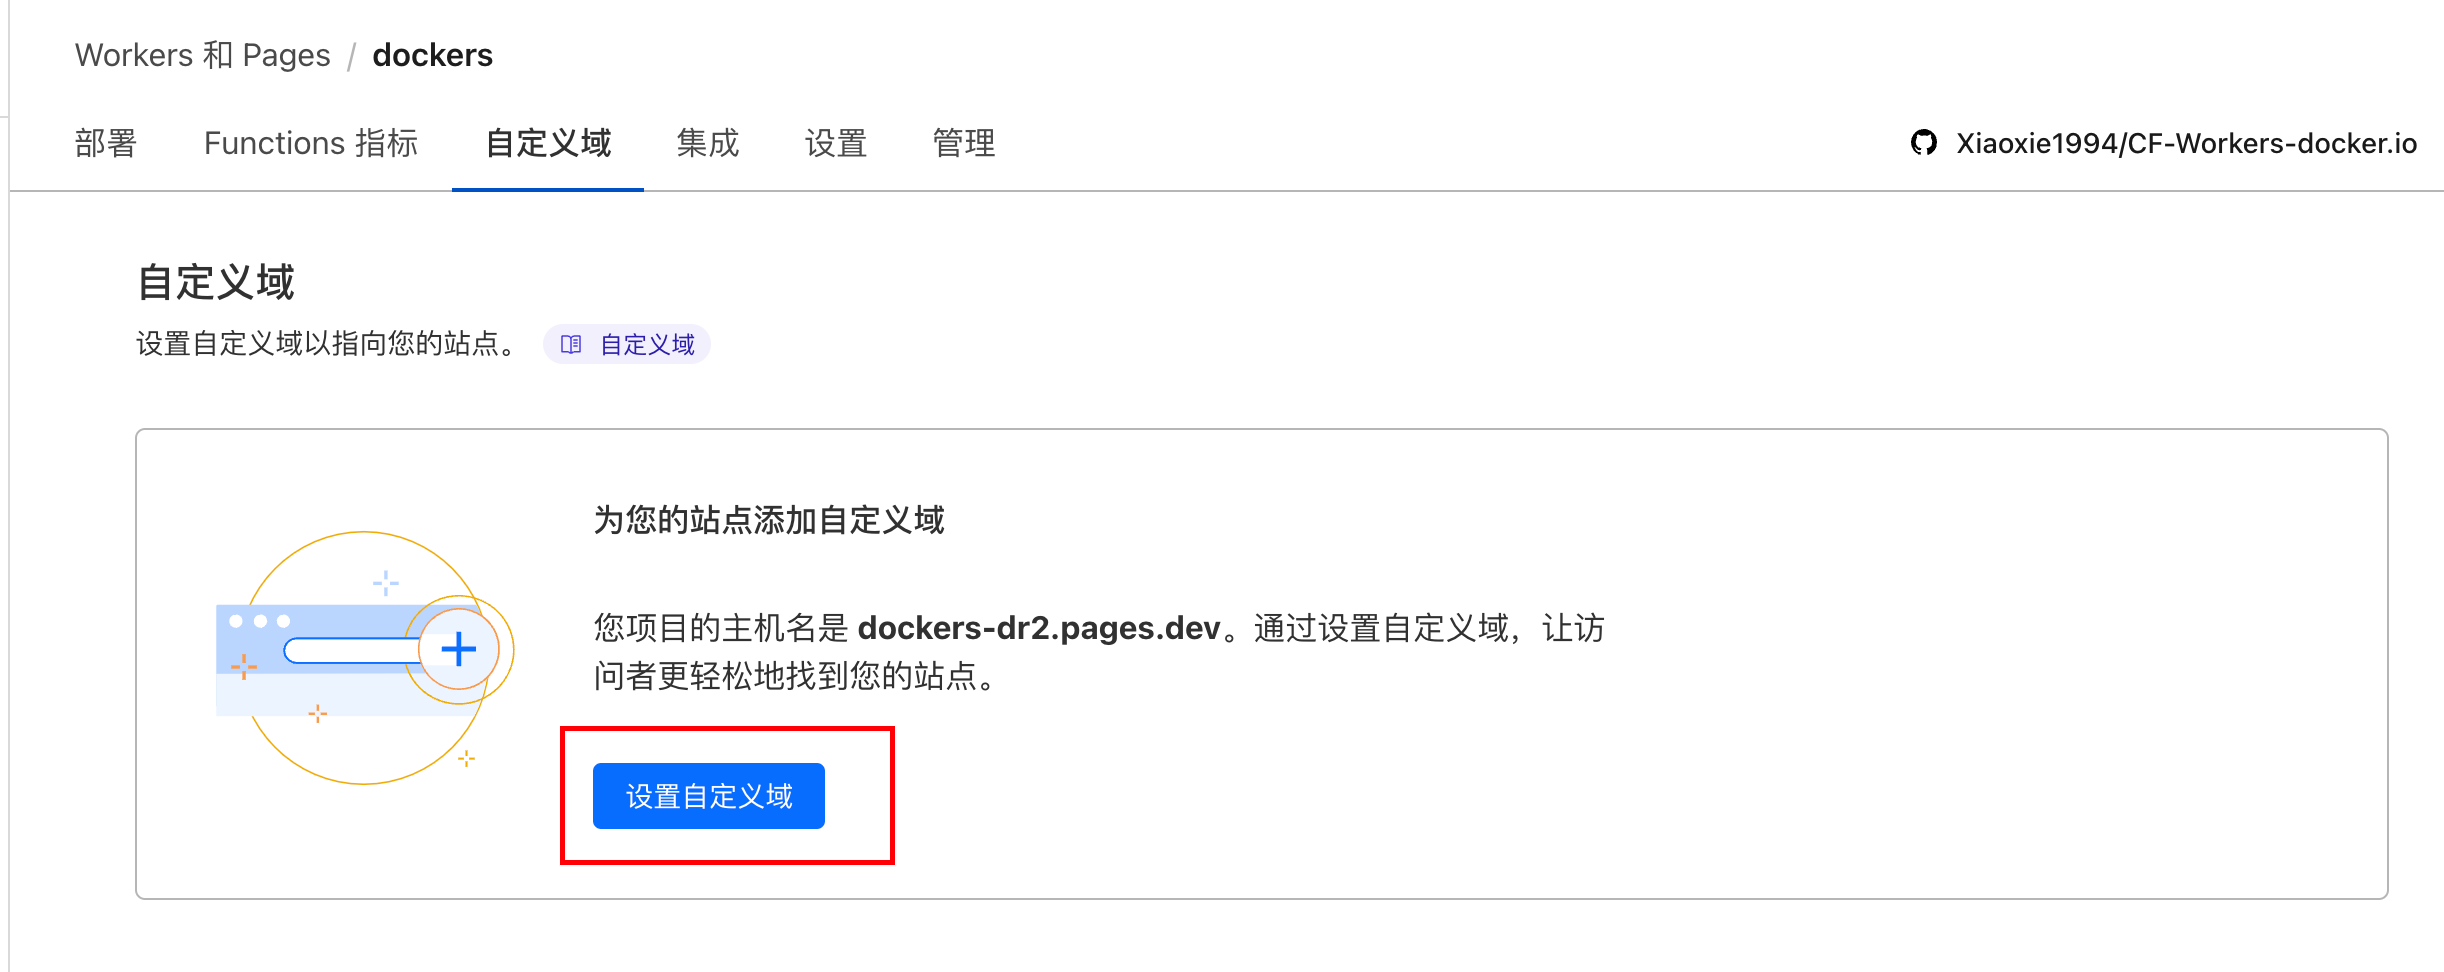 Workers 和 Pages / dockers
部署 Functions 指标 自定义域 集成 设置 管理 Xiaoxie1994/CF-Workers-docker.io
自定义域
设置自定义域以指向您的站点。 自定义域
为您的站点添加自定义域
您项目的主机名是 dockers-dr2.pages.dev。通过设置自定义域，让访
问者更轻松地找到您的站点。
设置自定义域